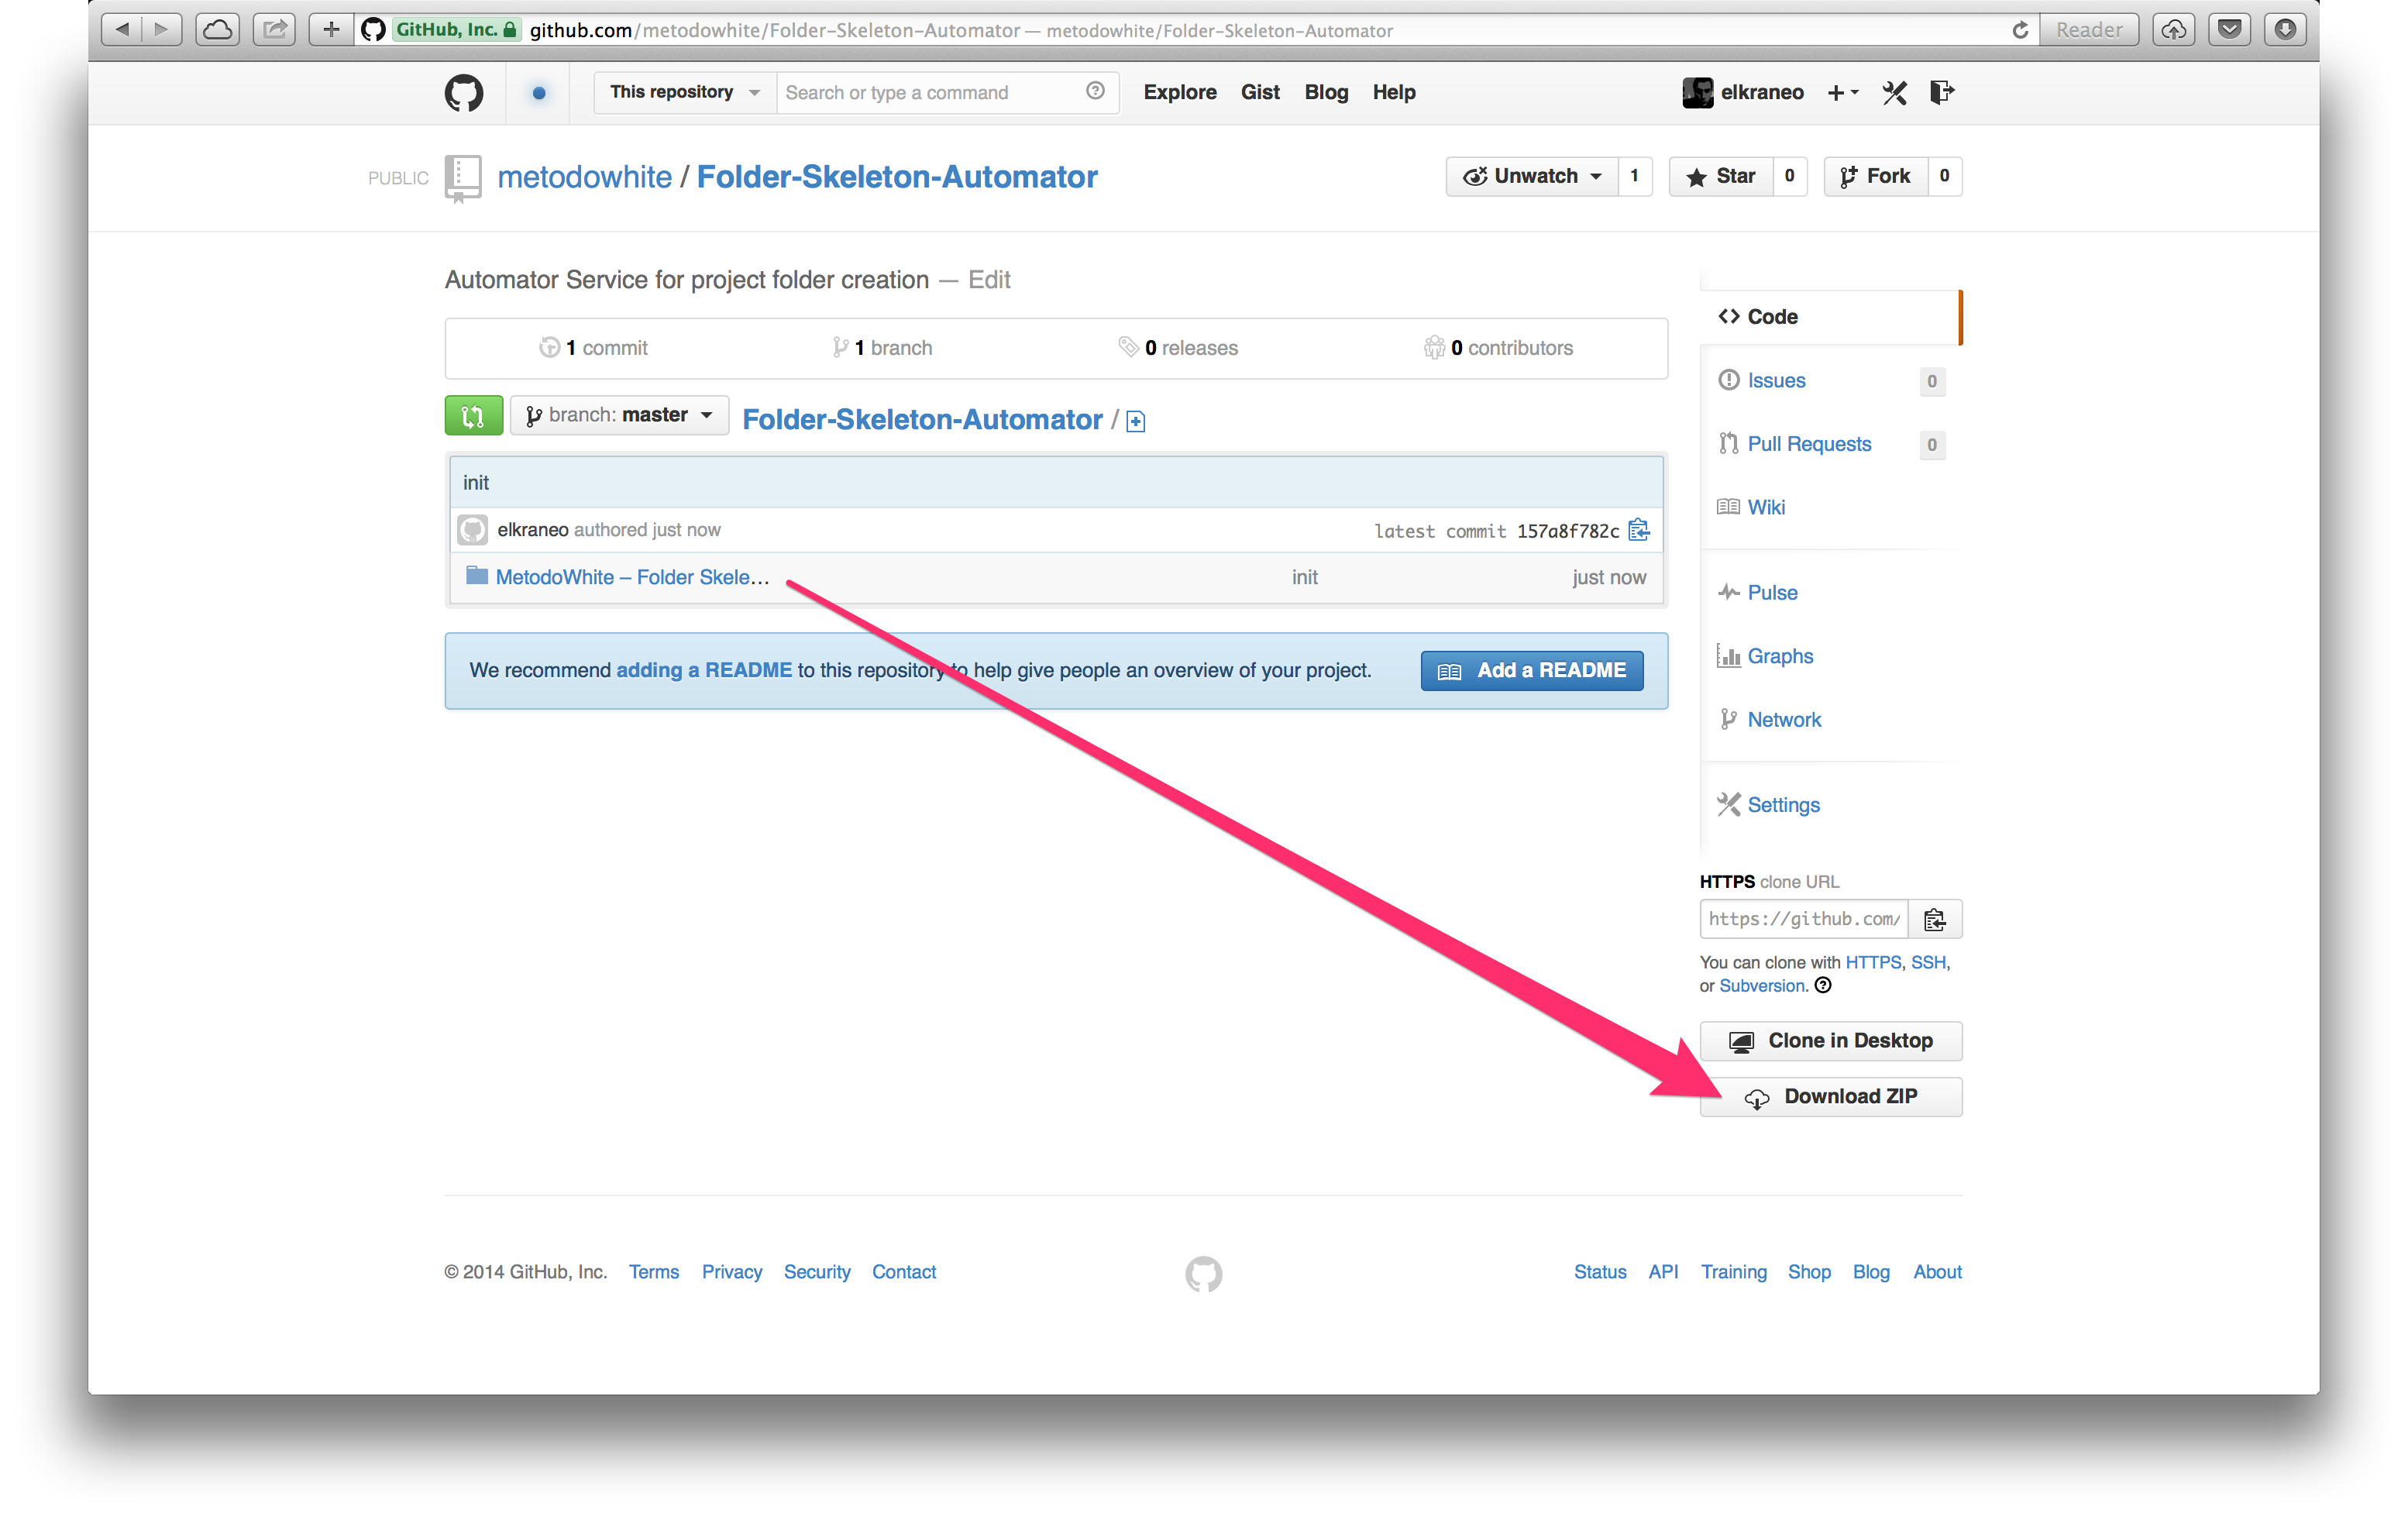 GitHub, Inc. github.com/metodowhite/Folder-Skeleton-Automator — metodowhite/Folder-Skeleton-Automator Reader
This repository Search or type a command Explore Gist Blog Help elkraneo
PUBLIC metodowhite / Folder-Skeleton-Automator Unwatch 1 Star 0 Fork 0
Automator Service for project folder creation — Edit
Code
1 commit 1 branch 0 releases 0 contributors
Issues 0
branch: master Folder-Skeleton-Automator /
Pull Requests 0
init
Wiki
elkraneo authored just now latest commit 157a8f782c
MetodoWhite – Folder Skele… init just now
Pulse
We recommend adding a README to this repository to help give people an overview of your project. Add a README
Graphs
Network
Settings
HTTPS clone URL
https://github.com/
You can clone with HTTPS, SSH,
or Subversion.
Clone in Desktop
Download ZIP
© 2014 GitHub, Inc. Terms Privacy Security Contact Status API Training Shop Blog About